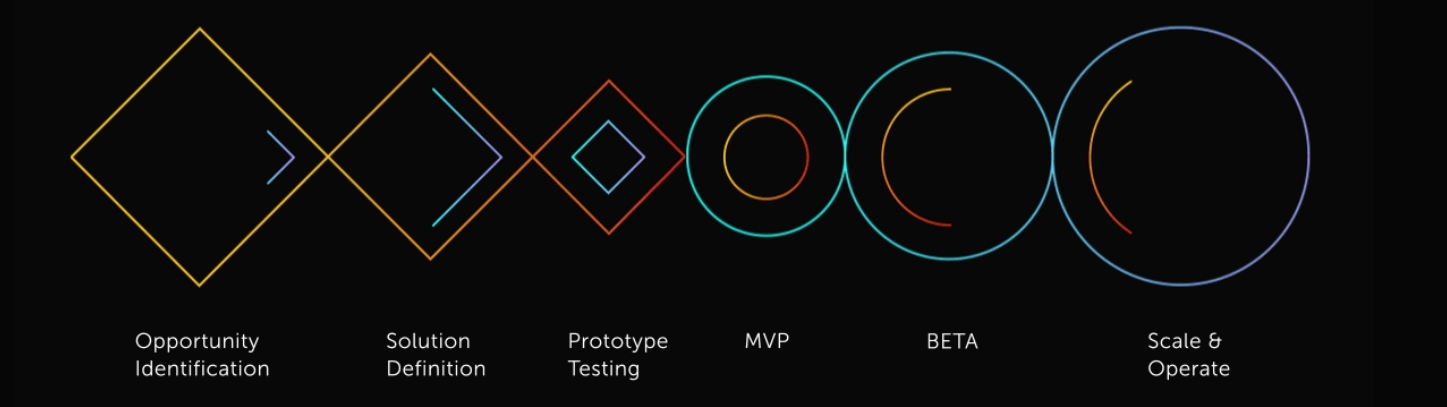 Opportunity
Identification
Solution
Definition
Prototype
Testing
MVP
BETA
Scale &
Operate